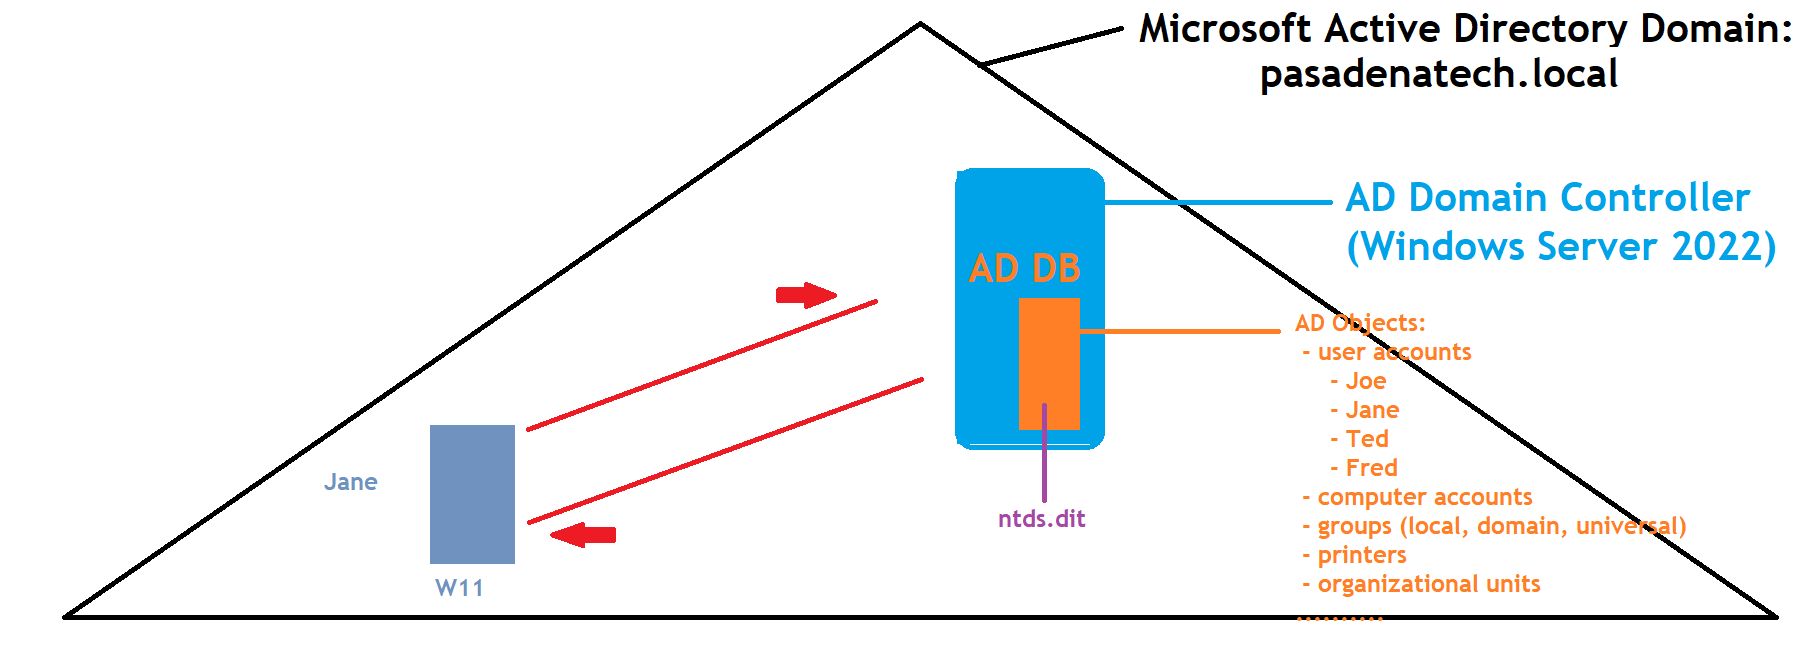 Microsoft Active Directory Domain:
pasadenatech.local
AD Domain Controller
(Windows Server 2022)
AD DB
AD Objects:
- user accounts
- Joe
- Jane
- Ted
- Fred
- computer accounts
- groups (local, domain, universal)
- printers
- organizational units
..........
Jane
W11
ntds.dit